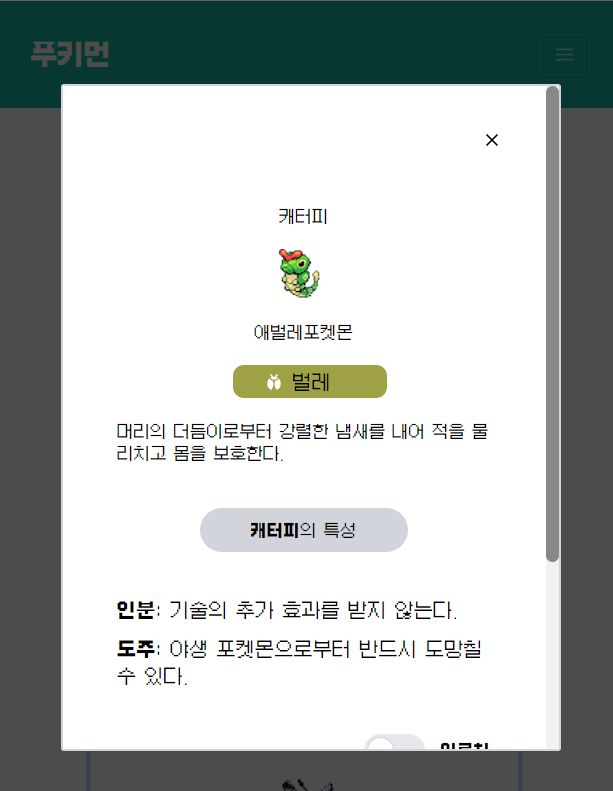 푸키먼
캐터피
애벌레포켓몬
벌레
머리의 더듬이로부터 강렬한 냄새를 내어 적을 물
리치고 몸을 보호한다.
캐터피의 특성
인분: 기술의 추가 효과를 받지 않는다.
도주: 야생 포켓몬으로부터 반드시 도망칠
수 있다.